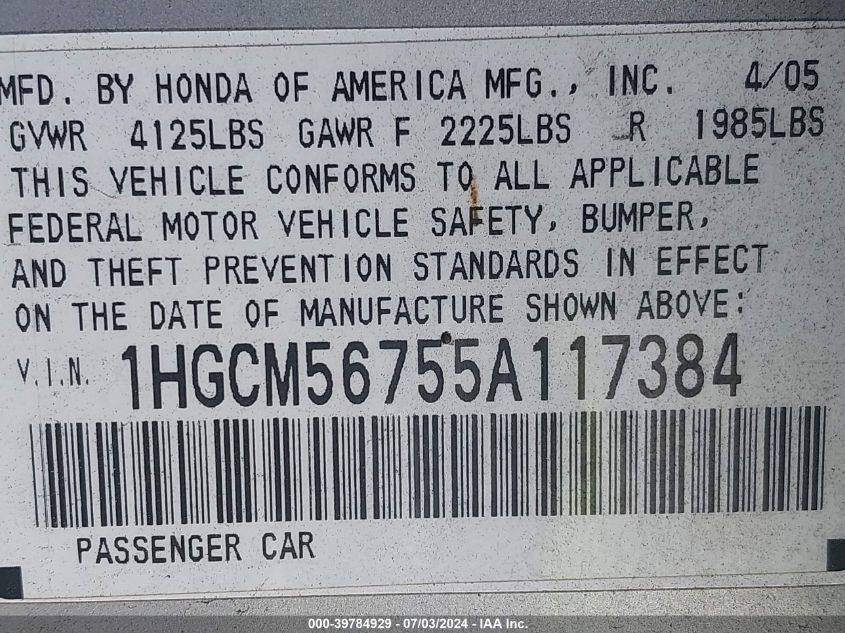 MFD. BY HONDA OF AMERICA MFG., INC. 4/05
GVWR 4125LBS GAWR F 2225LBS R 1985LBS
THIS VEHICLE CONFORMS TO ALL APPLICABLE
FEDERAL MOTOR VEHICLE SAFETY, BUMPER,
AND THEFT PREVENTION STANDARDS IN EFFECT
ON THE DATE OF MANUFACTURE SHOWN ABOVE:
V.I.N. 1HGCM56755A117384
PASSENGER CAR
000-39784929 - 07/03/2024 - IAA Inc.